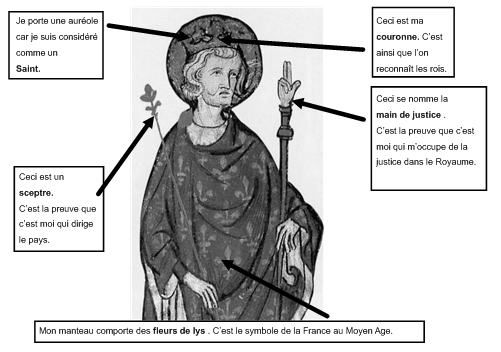 Je porte une auréole
car je suis considéré
comme un
Saint.
Ceci est ma
couronne. C'est
ainsi que l'on
reconnaît les rois.
Ceci se nomme la
main de justice .
C'est la preuve que c'est
moi qui m'occupe de la
justice dans le Royaume.
Ceci est un
sceptre.
C'est la preuve que
c'est moi qui dirige
le pays.
Mon manteau comporte des fleurs de lys . C'est le symbole de la France au Moyen Age.